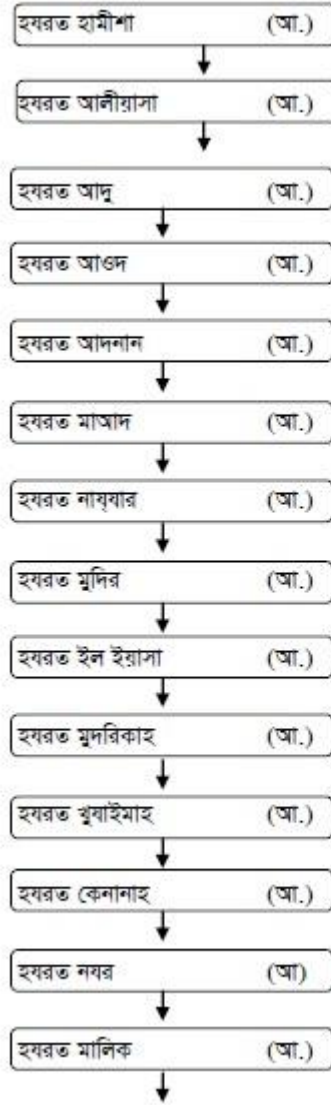 হযরত হামীশা (আ.)
হযরত আলীয়াসা (আ.)
হযরত আদু (আ.)
হযরত আওদ (আ.)
হযরত আদনান (আ.)
হযরত মাআদ (আ.)
হযরত নায্যার (আ.)
হযরত মুদির (আ.)
হযরত ইল ইয়াসা (আ.)
হযরত মুদরিকাহ (আ.)
হযরত খুযাইমাহ (আ.)
হযরত কেনানাহ (আ.)
হযরত নযর (আ)
হযরত মালিক (আ.)